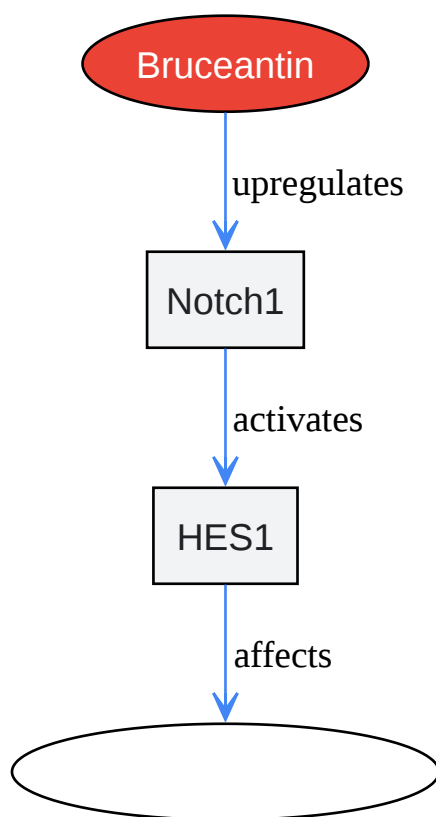 Bruceantin
upregulates
Notch1
activates
HES1
affects